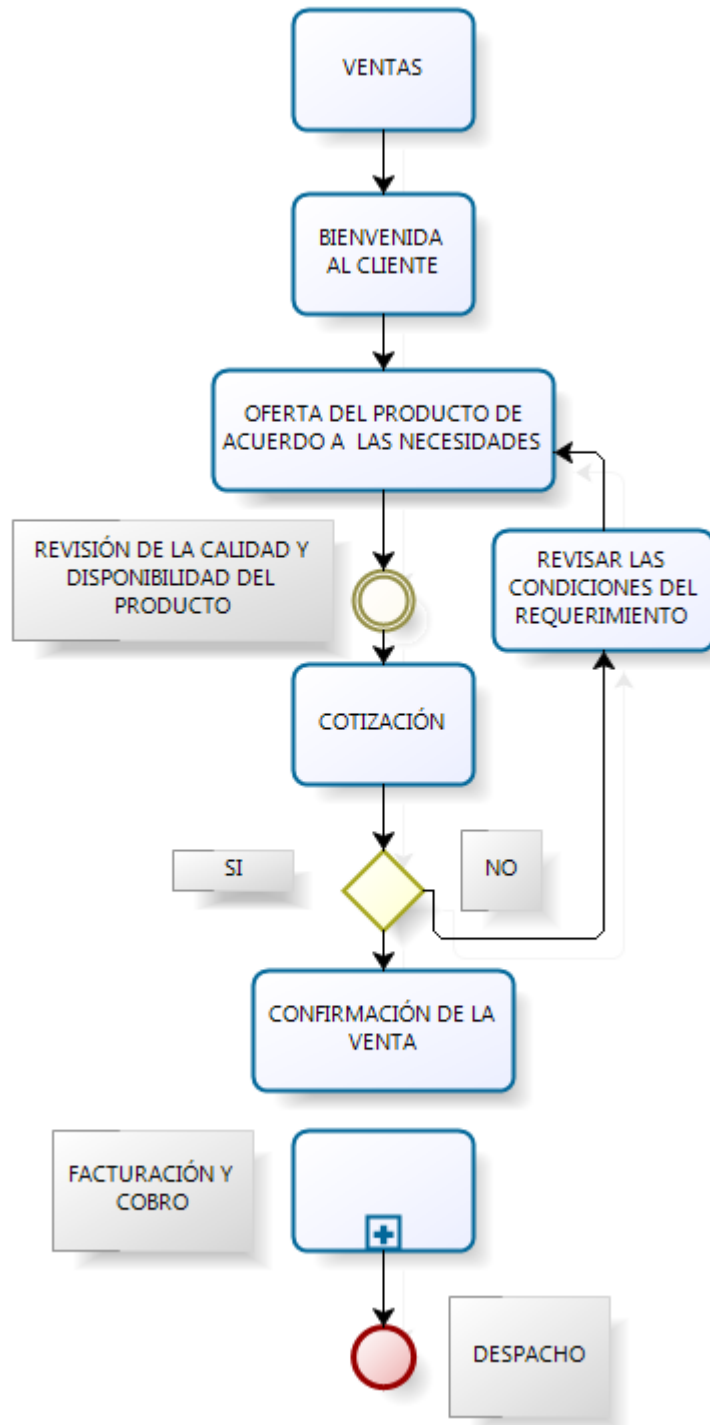 VENTAS
BIENVENIDA
AL CLIENTE
OFERTA DEL PRODUCTO DE
ACUERDO A LAS NECESIDADES
REVISIÓN DE LA CALIDAD Y
DISPONIBILIDAD DEL
PRODUCTO
REVISAR LAS
CONDICIONES DEL
REQUERIMIENTO
COTIZACIÓN
SI
NO
CONFIRMACIÓN DE LA
VENTA
FACTURACIÓN Y
COBRO
DESPACHO